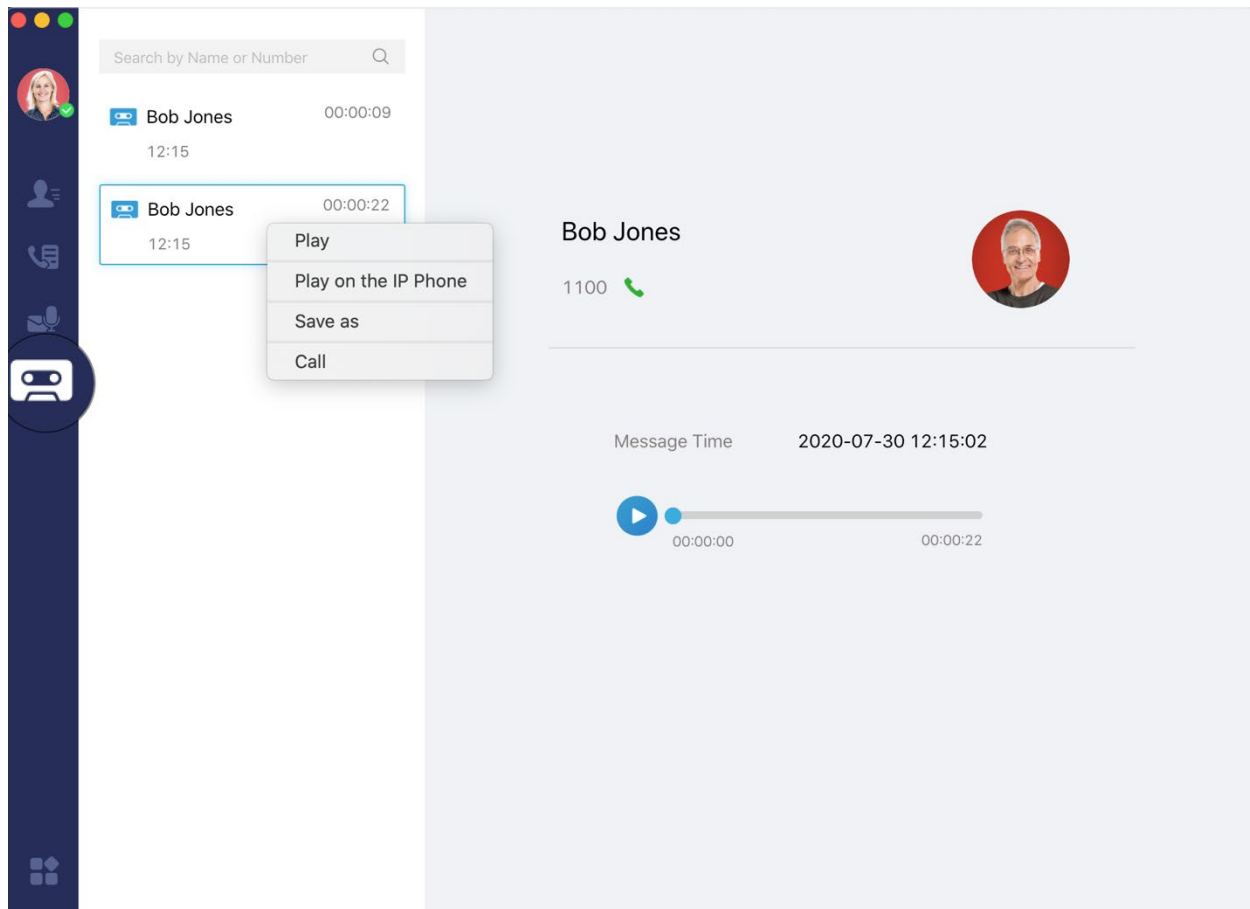 Search by Name or Number
Bob Jones 00:00:09
12:15
Bob Jones 00:00:22
12:15
Play
Play on the IP Phone
Save as
Call
Bob Jones
1100
Message Time 2020-07-30 12:15:02
00:00:00 00:00:22